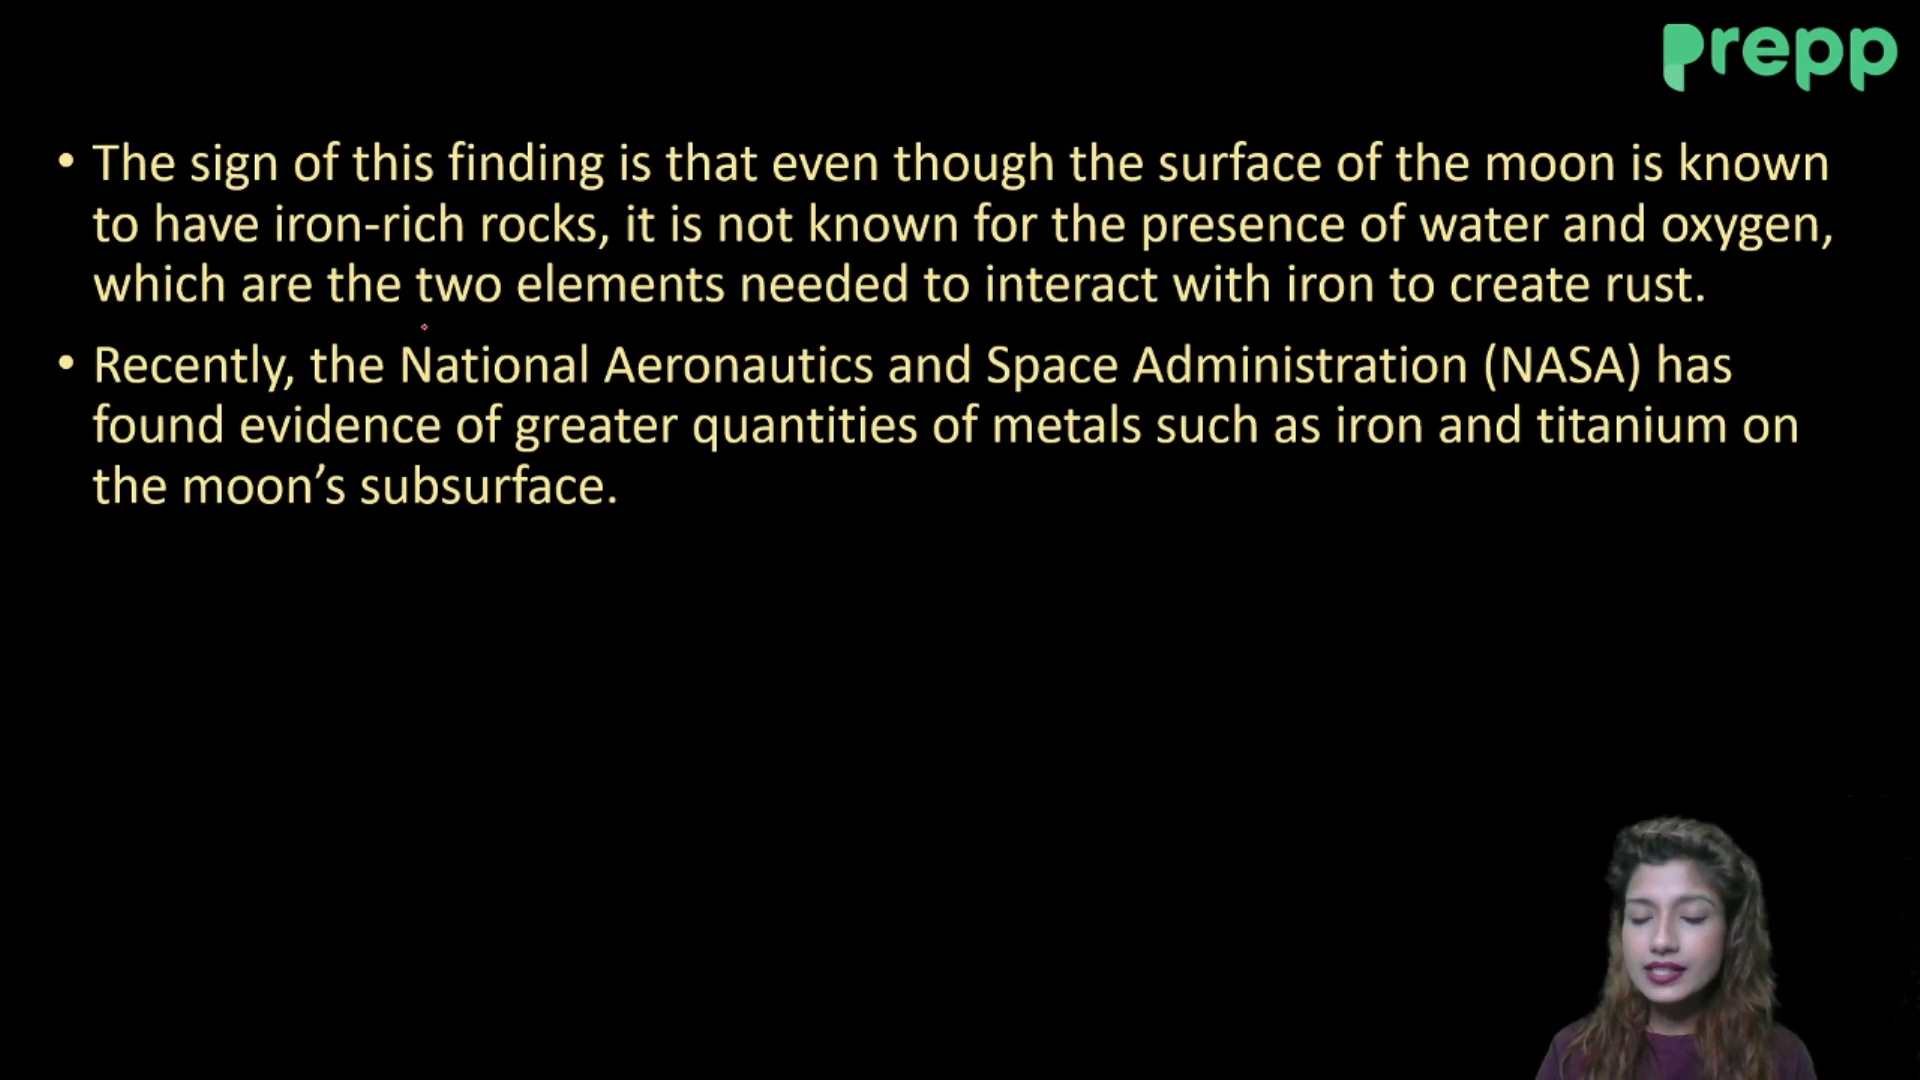 prepp
• The sign of this finding is that even though the surface of the moon is known
to have iron-rich rocks, it is not known for the presence of water and oxygen,
which are the two elements needed to interact with iron to create rust.
• Recently, the National Aeronautics and Space Administration (NASA) has
found evidence of greater quantities of metals such as iron and titanium on
the moon’s subsurface.